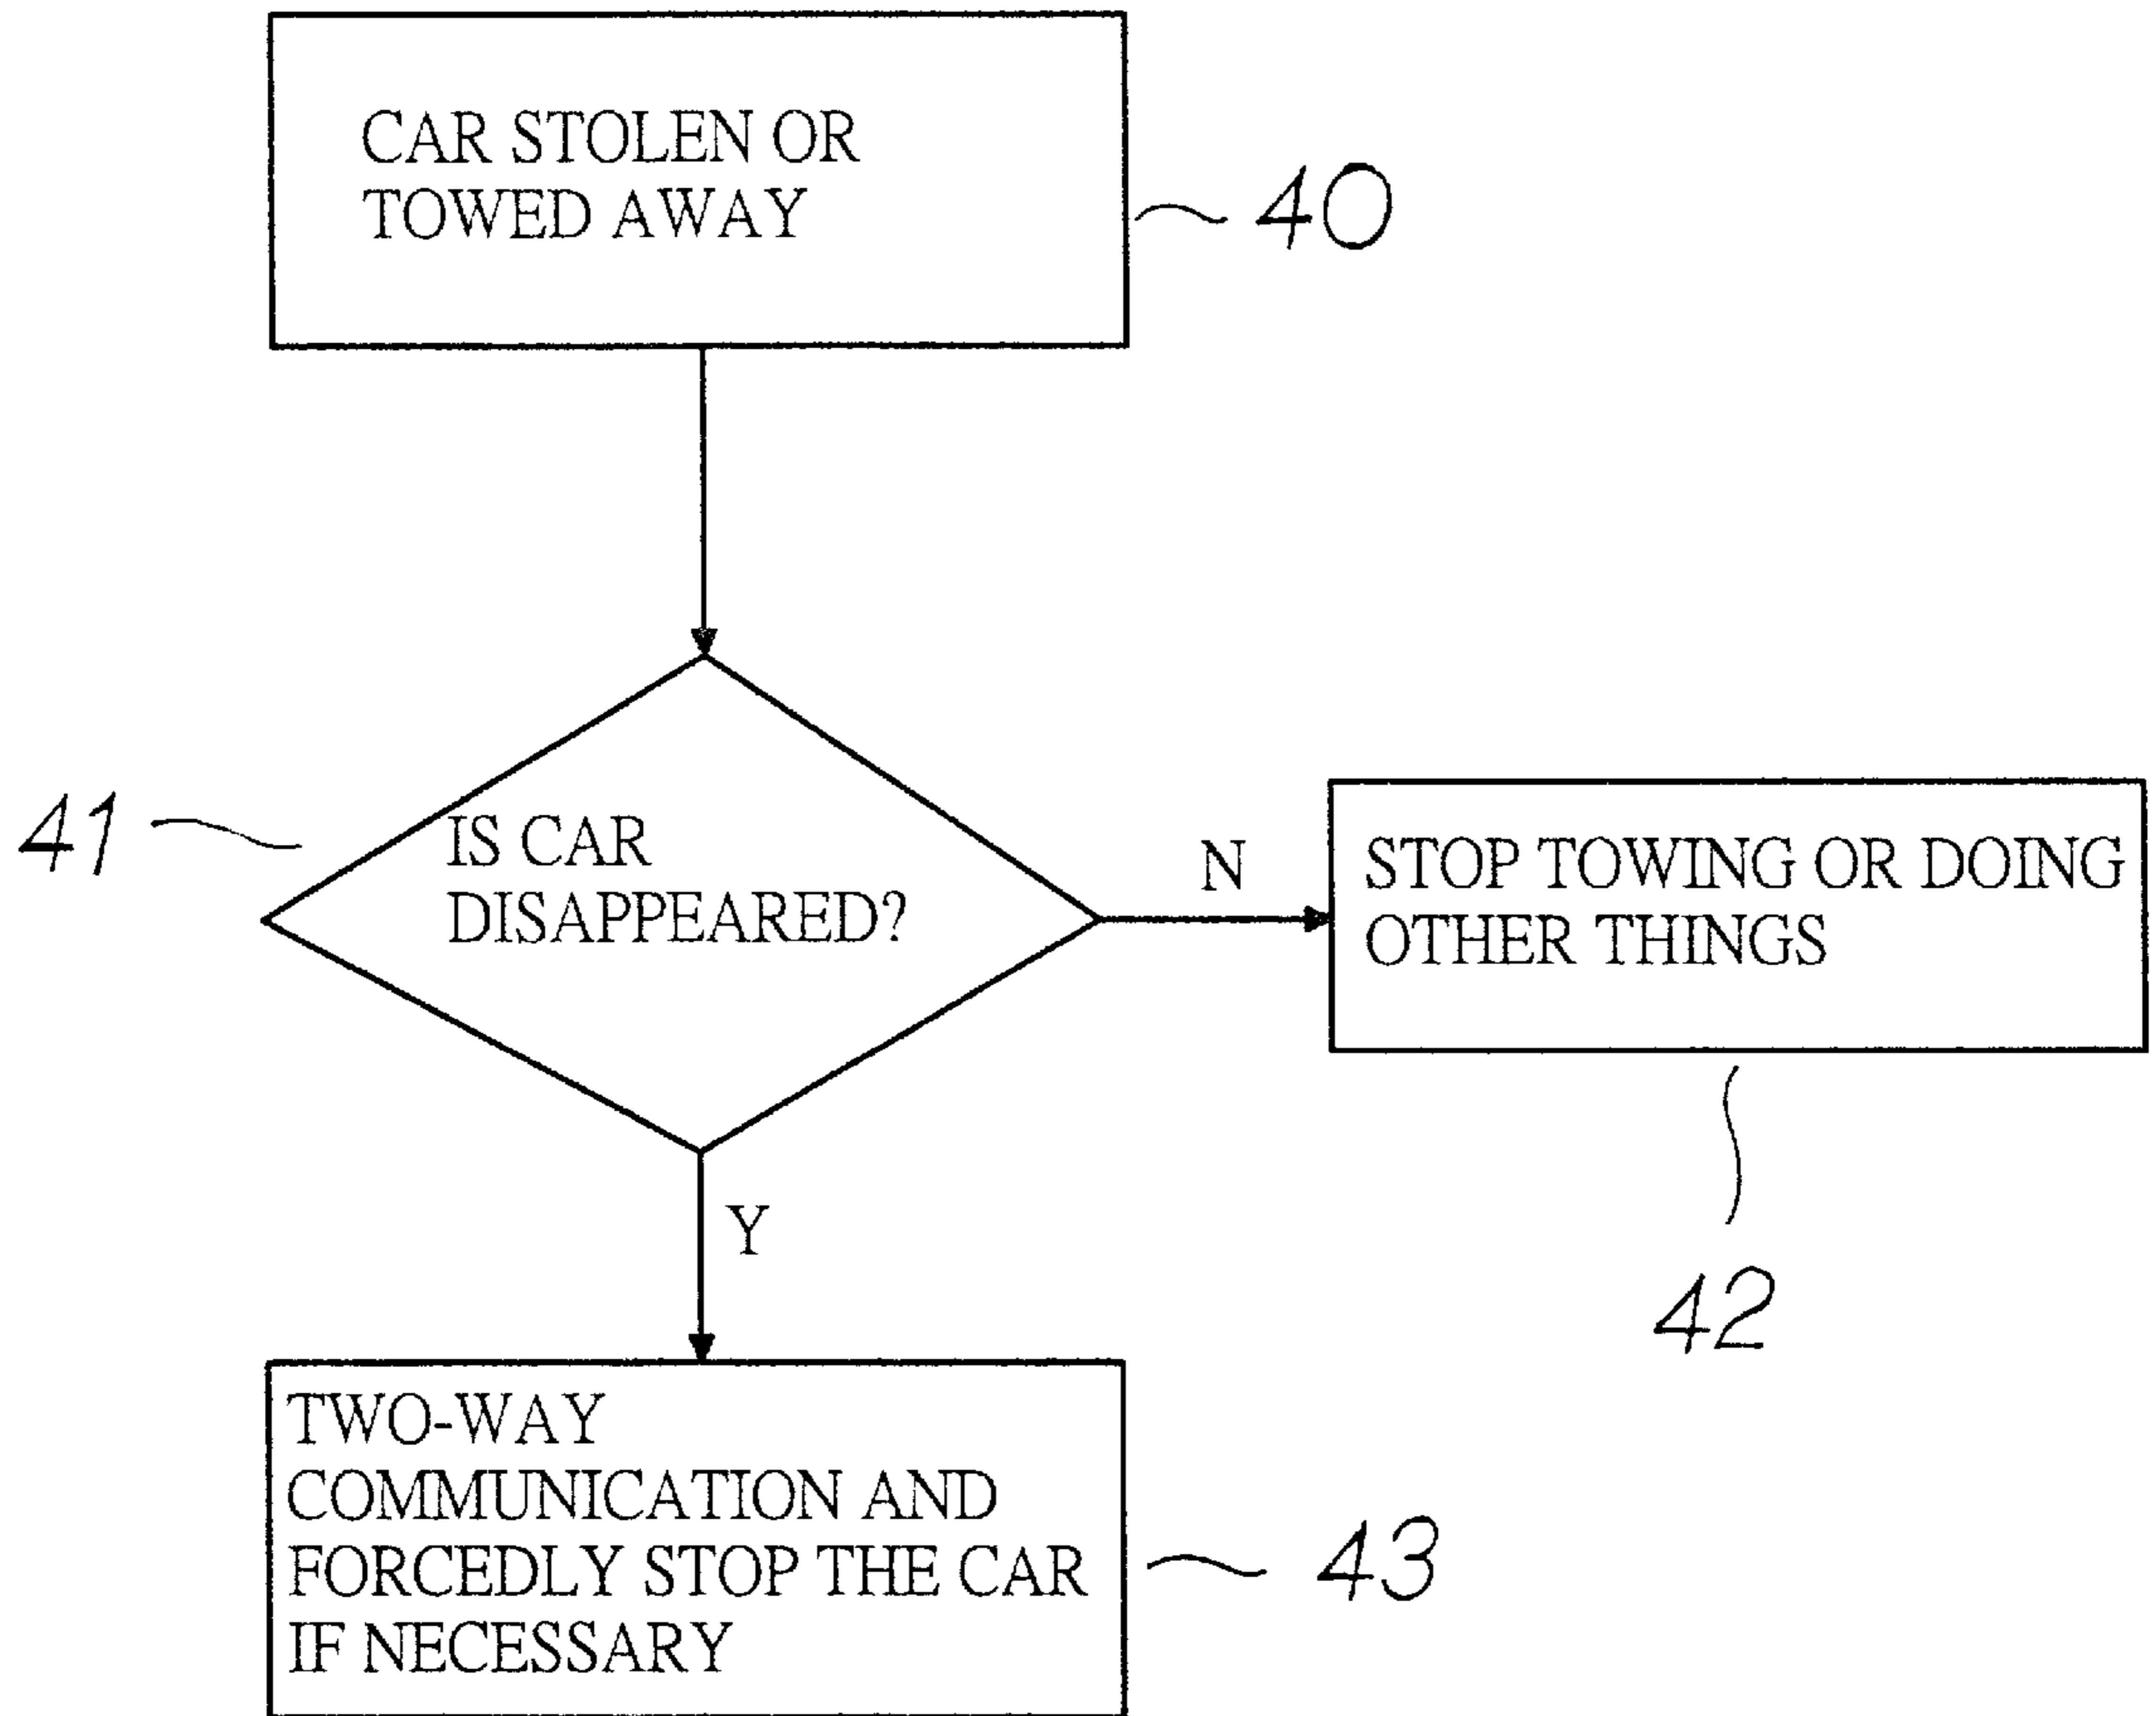 CAR STOLEN OR
TOWED AWAY
40
41
IS CAR
DISAPPEARED?
N
STOP TOWING OR DOING
OTHER THINGS
42
Y
TWO-WAY
COMMUNICATION AND
FORCEDLY STOP THE CAR
IF NECESSARY
43